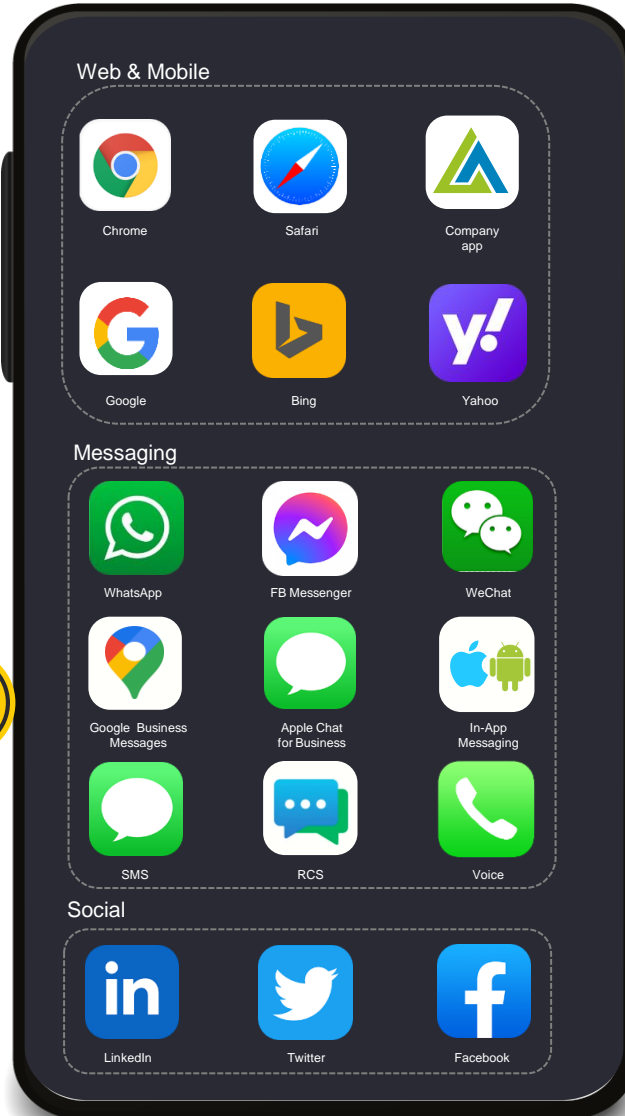 Web & Mobile
Chrome
Safari
Company
app
Google
Bing
Yahoo
Messaging
WhatsApp
FB Messenger
WeChat
Google Business
Messages
Apple Chat
for Business
In-App
Messaging
SMS
RCS
Voice
Social
in
LinkedIn
Twitter
f
Facebook